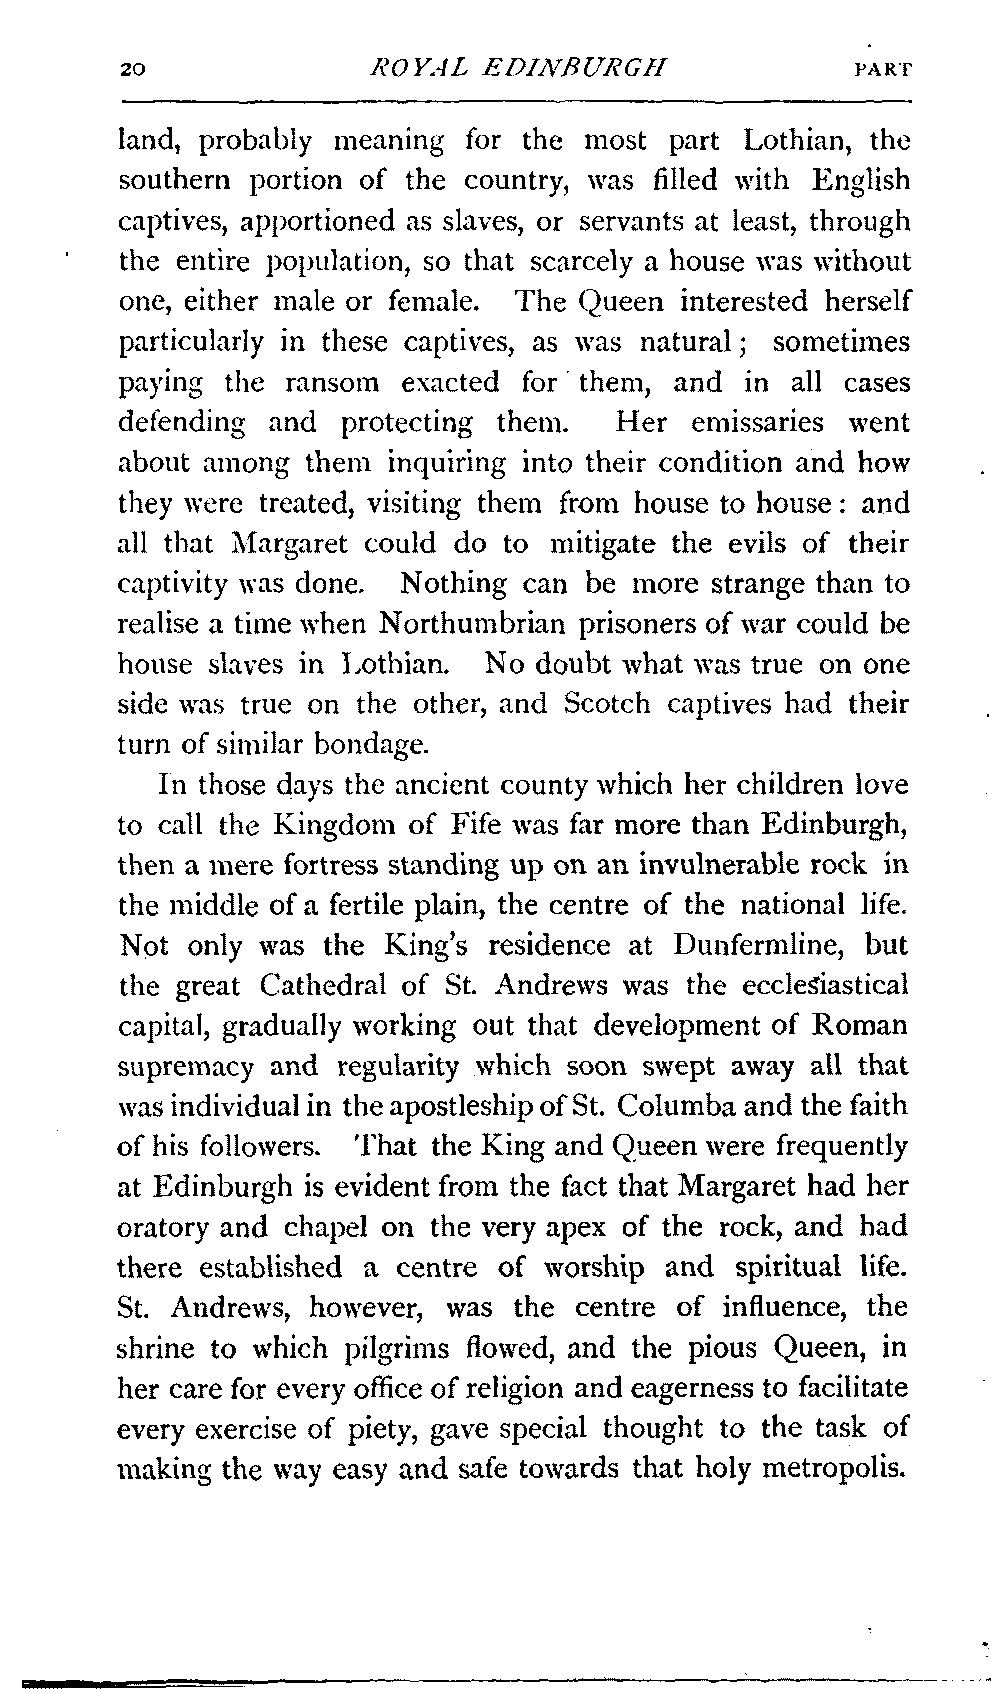 20 ROYAL EDINBURGH PART
land, probably meaning for the most part Lothian, the
southern portion of the country, was filled with English
captives, apportioned as slaves, or servants at least, through
the entire population, so that scarcely a house was without
one, either male or female. The Queen interested herself
particularly in these captives, as was natural; sometimes
paying the ransom exacted for them, and in all cases
defending and protecting them. Her emissaries went
about among them inquiring into their condition and how
they were treated, visiting them from house to house: and
all that Margaret could do to mitigate the evils of their
captivity was done. Nothing can be more strange than to
realise a time when Northumbrian prisoners of war could be
house slaves in Lothian. No doubt what was true on one
side was true on the other, and Scotch captives had their
turn of similar bondage.
In those days the ancient county which her children love
to call the Kingdom of Fife was far more than Edinburgh,
then a mere fortress standing up on an invulnerable rock in
the middle of a fertile plain, the centre of the national life.
Not only was the King's residence at Dunfermline, but
the great Cathedral of St. Andrews was the ecclesiastical
capital, gradually working out that development of Roman
supremacy and regularity which soon swept away all that
was individual in the apostleship of St. Columba and the faith
of his followers. That the King and Queen were frequently
at Edinburgh is evident from the fact that Margaret had her
oratory and chapel on the very apex of the rock, and had
there established a centre of worship and spiritual life.
St. Andrews, however, was the centre of influence, the
shrine to which pilgrims flowed, and the pious Queen, in
her care for every office of religion and eagerness to facilitate
every exercise of piety, gave special thought to the task of
making the way easy and safe towards that holy metropolis.